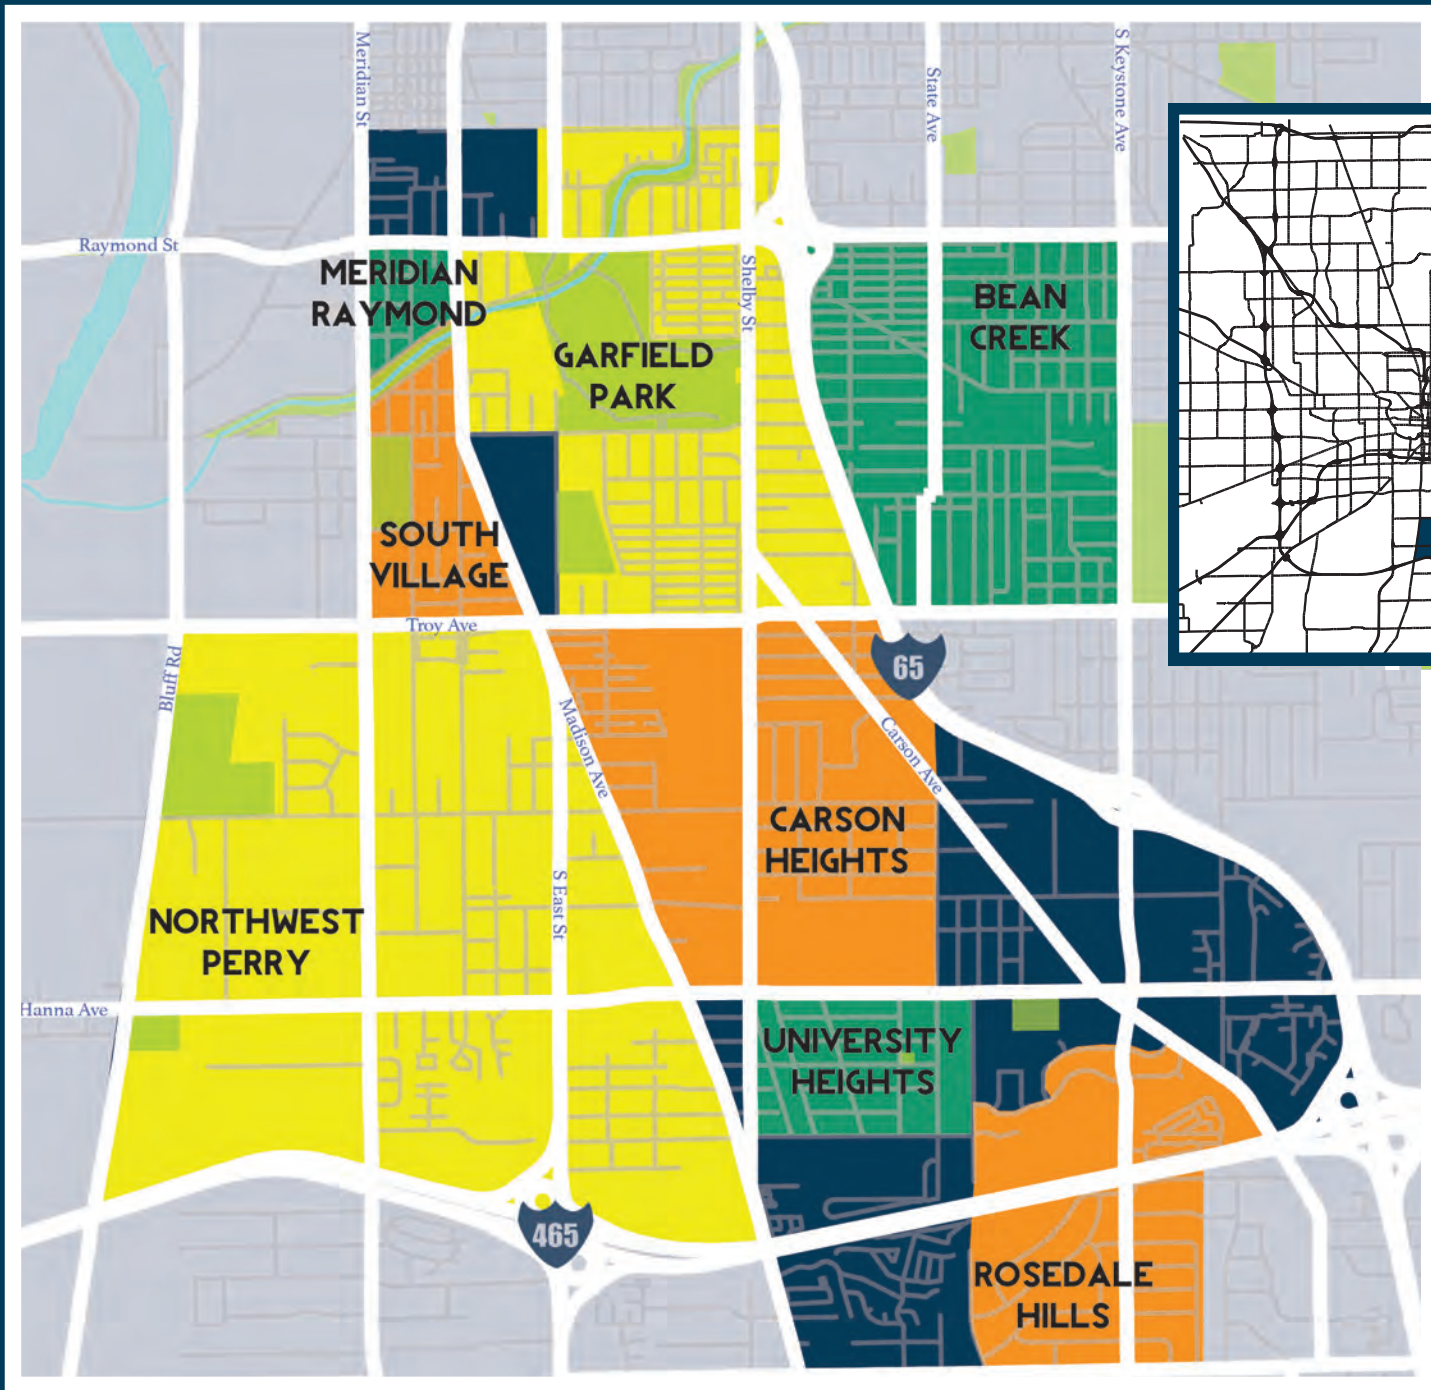 Meridian St
State Ave
S Keystone Ave
Raymond St
MERIDIAN
RAYMOND
Shelby St
BEAN
CREEK
GARFIELD
PARK
SOUTH
VILLAGE
Troy Ave
65
Bluff Rd
Madison Ave
Carson Ave
CARSON
HEIGHTS
S East St
NORTHWEST
PERRY
Hanna Ave
UNIVERSITY
HEIGHTS
465
ROSEDALE
HILLS